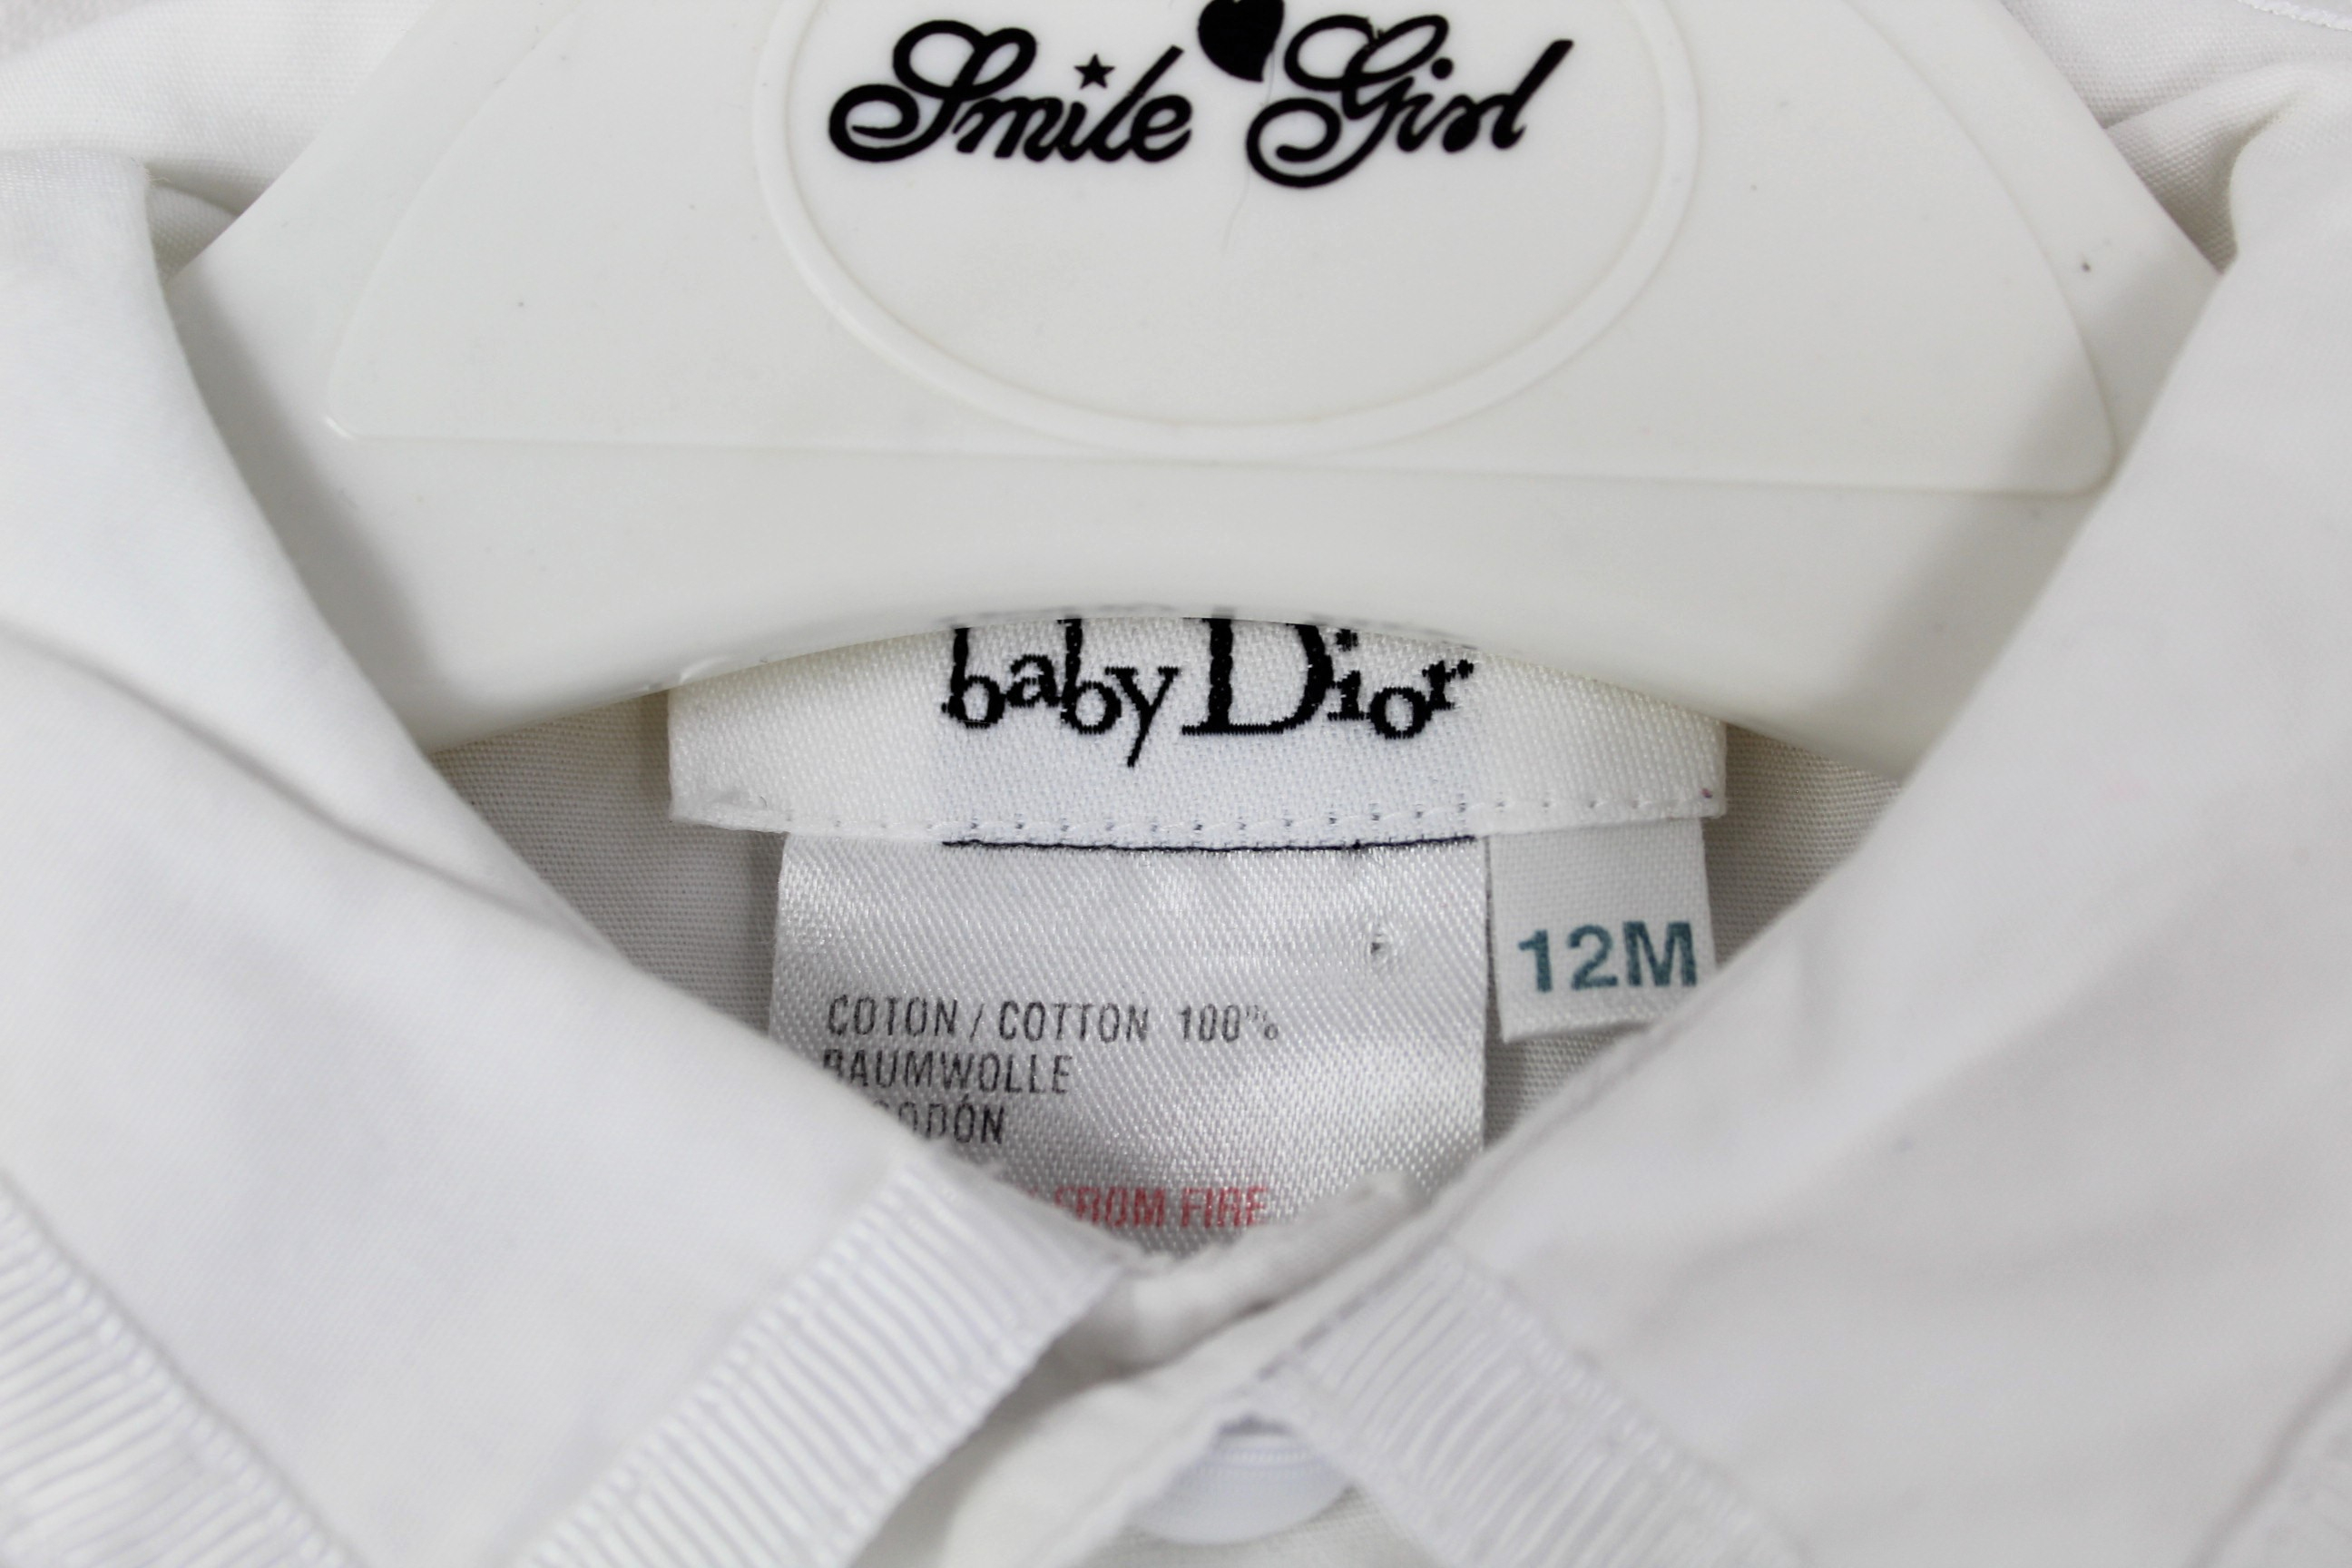 Smile Girl
baby Dior
12M
COTON / COTTON 100%
BAUMWOLLE
FROM FIRE